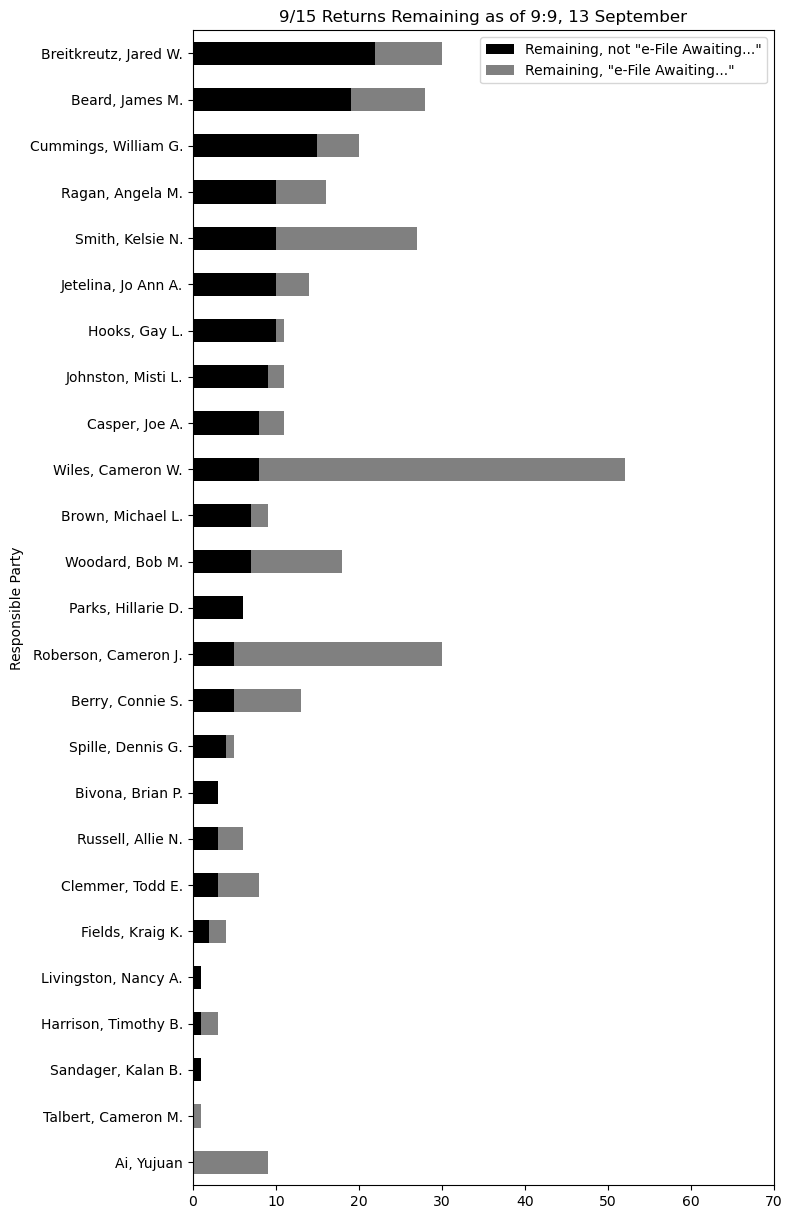 9/15 Returns Remaining as of 9:9, 13 September
Remaining, not "e-File Awaiting..."
Remaining, "e-File Awaiting..."
Responsible Party
Breitkreutz, Jared W.
Beard, James M.
Cummings, William G.
Ragan, Angela M.
Smith, Kelsie N.
Jetelina, Jo Ann A.
Hooks, Gay L.
Johnston, Misti L.
Casper, Joe A.
Wiles, Cameron W.
Brown, Michael L.
Woodard, Bob M.
Parks, Hillarie D.
Roberson, Cameron J.
Berry, Connie S.
Spille, Dennis G.
Bivona, Brian P.
Russell, Allie N.
Clemmer, Todd E.
Fields, Kraig K.
Livingston, Nancy A.
Harrison, Timothy B.
Sandager, Kalan B.
Talbert, Cameron M.
Ai, Yujuan
0 10 20 30 40 50 60 70